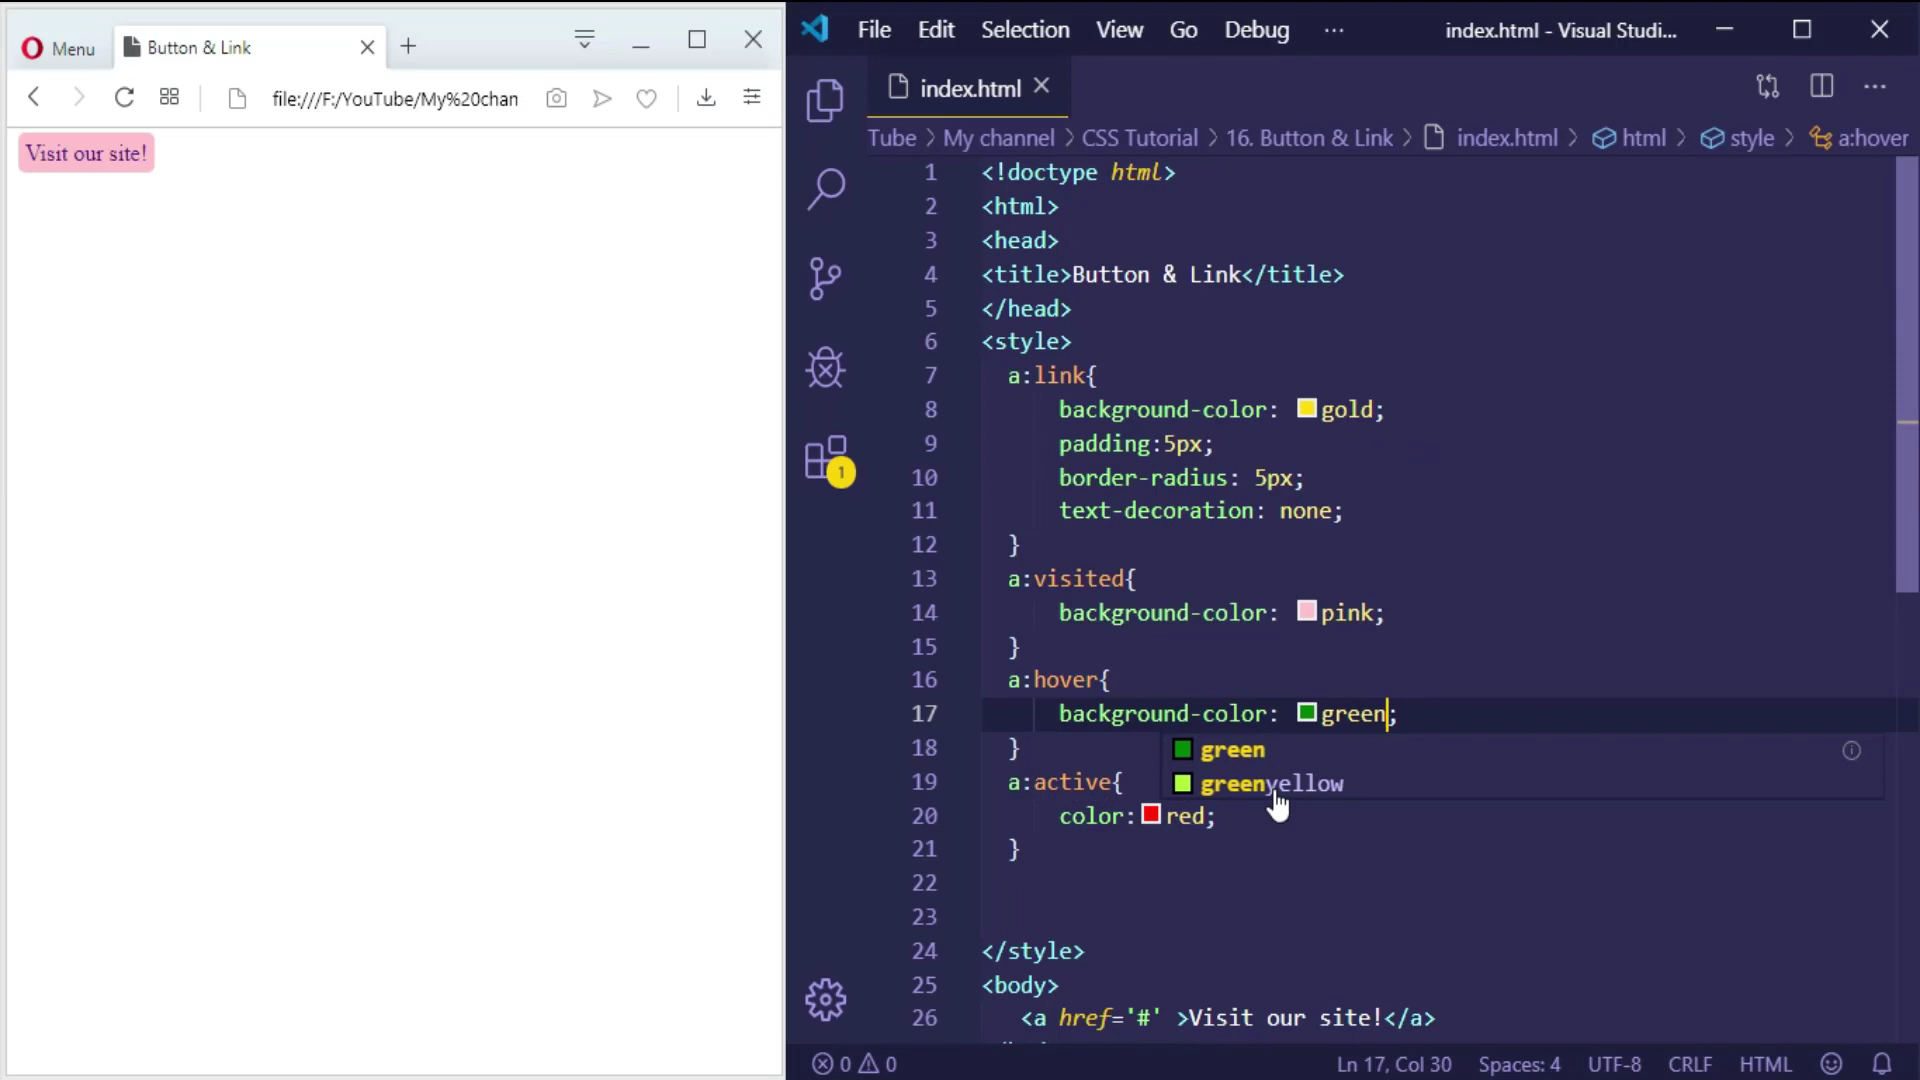 Menu
Button & Link
file:///F:/YouTube/My%20chan
Visit our site!
File Edit Selection View Go Debug ··· index.html - Visual Studi...
index.html
Tube > My channel > CSS Tutorial > 16. Button & Link > index.html > html > style > a:hover
1 <!doctype html>
2 <html>
3 <head>
4 <title>Button & Link</title>
5 </head>
6 <style>
7 a:link{
8 background-color: gold;
9 padding:5px;
10 border-radius: 5px;
11 text-decoration: none;
12 }
13 a:visited{
14 background-color: pink;
15 }
16 a:hover{
17 background-color: green;
green
18 }
19 a:active{
greenyellow
20 color: red;
21 }
22
23
24 </style>
25 <body>
26 <a href='#' >Visit our site!</a>
1
0 0 Ln 17, Col 30 Spaces: 4 UTF-8 CRLF HTML